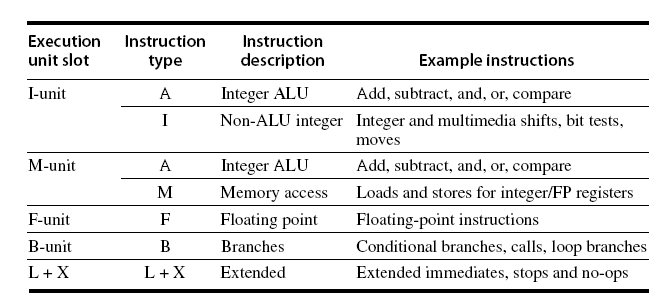 Execution unit slot Instruction type Instruction description Example instructions
I-unit A Integer ALU Add, subtract, and, or, compare
I Non-ALU integer Integer and multimedia shifts, bit tests, moves
M-unit A Integer ALU Add, subtract, and, or, compare
M Memory access Loads and stores for integer/FP registers
F-unit F Floating point Floating-point instructions
B-unit B Branches Conditional branches, calls, loop branches
L + X L + X Extended Extended immediates, stops and no-ops